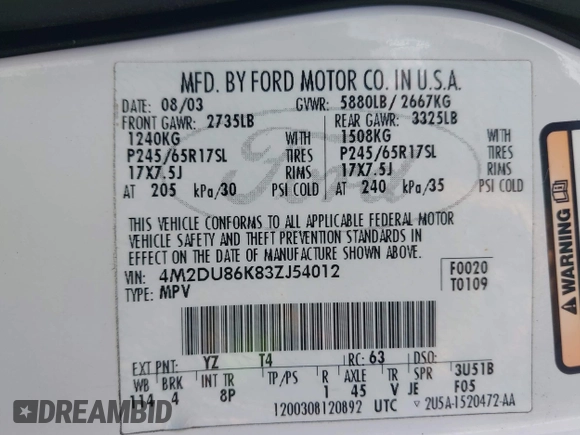 MFD. BY FORD MOTOR CO. IN U.S.A.
DATE: 08/03 GVWR: 5880LB/ 2667KG
FRONT GAWR: 2735LB REAR GAWR: 3325LB
1240KG 1508KG
P245/65R17SL TIRES P245/65R17SL TIRES
17X7.5J RIMS 17X7.5J RIMS
AT 205 kPa/30 PSI COLD AT 240 kPa/35 PSI COLD
THIS VEHICLE CONFORMS TO ALL APPLICABLE FEDERAL MOTOR
VEHICLE SAFETY AND THEFT PREVENTION STANDARDS IN
EFFECT ON THE DATE OF MANUFACTURE SHOWN ABOVE.
VIN: 4M2DU86K83ZJ54012 F0020
TYPE: MPV T0109
EXT PNT: YZ T4 RC: 63 DSO:
WB BRK INT TR TP/PS R AXLE TR SPR 3U51B
114 4 8P 1 45 V JE F05
1200308120892 UTC 2U5A-1520472-AA
Ford
WARNING
AUTOBIDMASTER